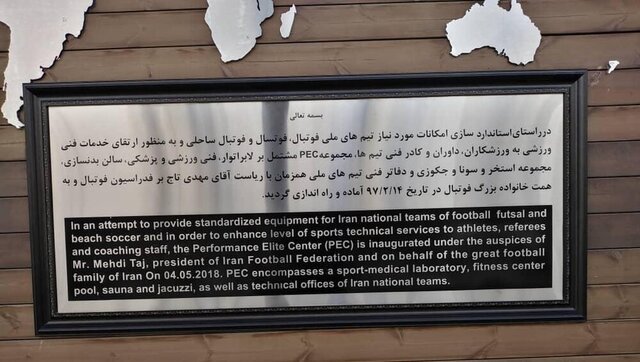 بسمه تعالی
درراستای استاندارد سازی امکانات مورد نیاز تیم های ملی فوتبال، فوتسال و فوتبال ساحلی و به منظور ارتقای خدمات فنی
ورزشی به ورزشکاران، داوران و کادر فنی تیم ها، مجموعه PEC مشتمل بر لابراتوار، فنی ورزشی و پزشکی، سالن بدنسازی،
مجموعه استخر و سونا و جکوزی و دفاتر فنی تیم های ملی همزمان با ریاست آقای مهدی تاج بر فدراسیون فوتبال و به
همت خانواده بزرگ فوتبال در تاریخ ۹۷/۲/۱۴ آماده و راه اندازی گردید.
In an attempt to provide standardized equipment for Iran national teams of football futsal and
beach soccer and in order to enhance level of sports technical services to athletes, referees
and coaching staff, the Performance Elite Center (PEC) is inaugurated under the auspices of
Mr. Mehdi Taj, president of Iran Football Federation and on behalf of the great football
family of Iran On 04.05.2018. PEC encompasses a sport-medical laboratory, fitness center
pool, sauna and jacuzzi, as well as technical offices of Iran national teams.